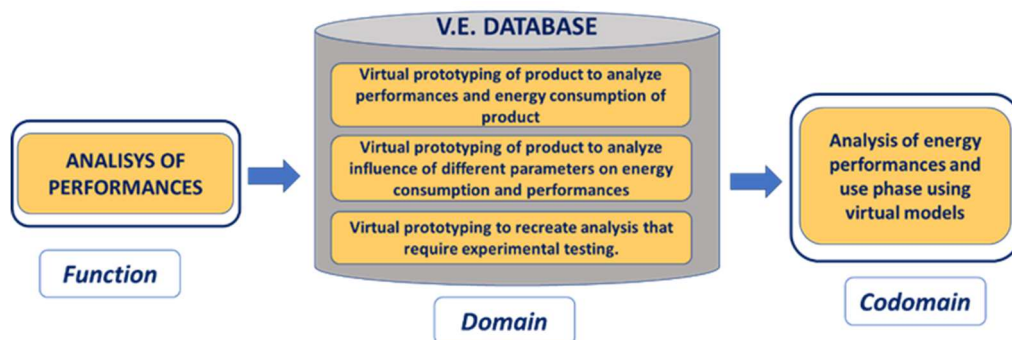 V.E. DATABASE
Virtual prototyping of product to analyze
performances and energy consumption of
product
Virtual prototyping of product to analyze
influence of different parameters on energy
consumption and performances
Virtual prototyping to recreate analysis that
require experimental testing.
ANALISYS OF
PERFORMANCES
Analysis of energy
performances and
use phase using
virtual models
Function
Domain
Codomain